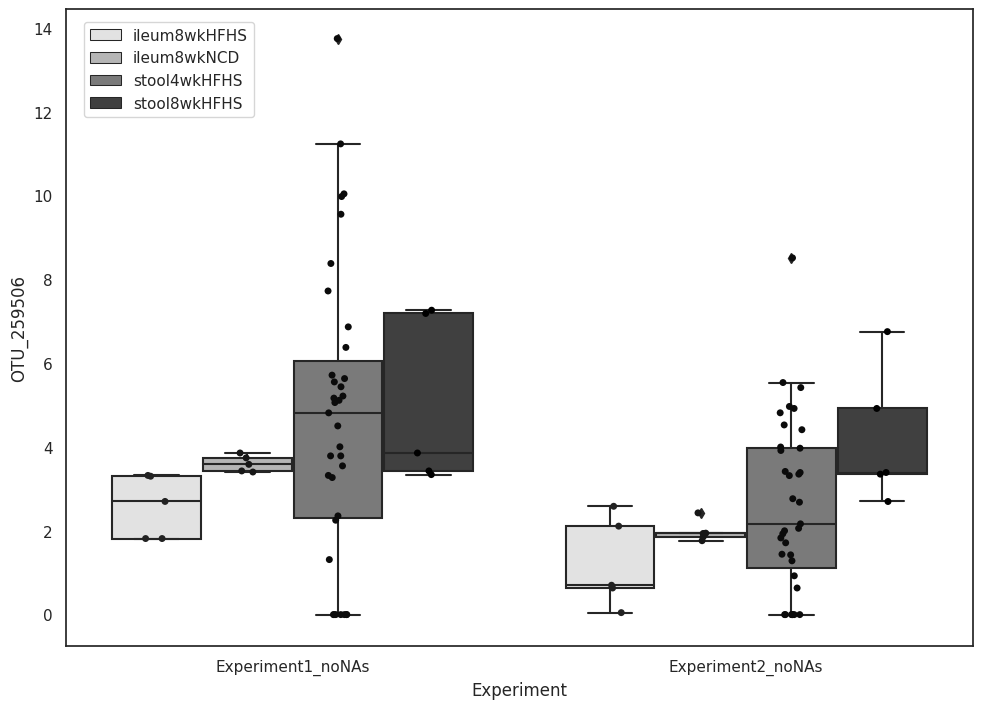 14
12
10
8
6
4
2
0
OTU_259506
ileum8wkHFHS
ileum8wkNCD
stool4wkHFHS
stool8wkHFHS
Experiment1_noNAs
Experiment2_noNAs
Experiment